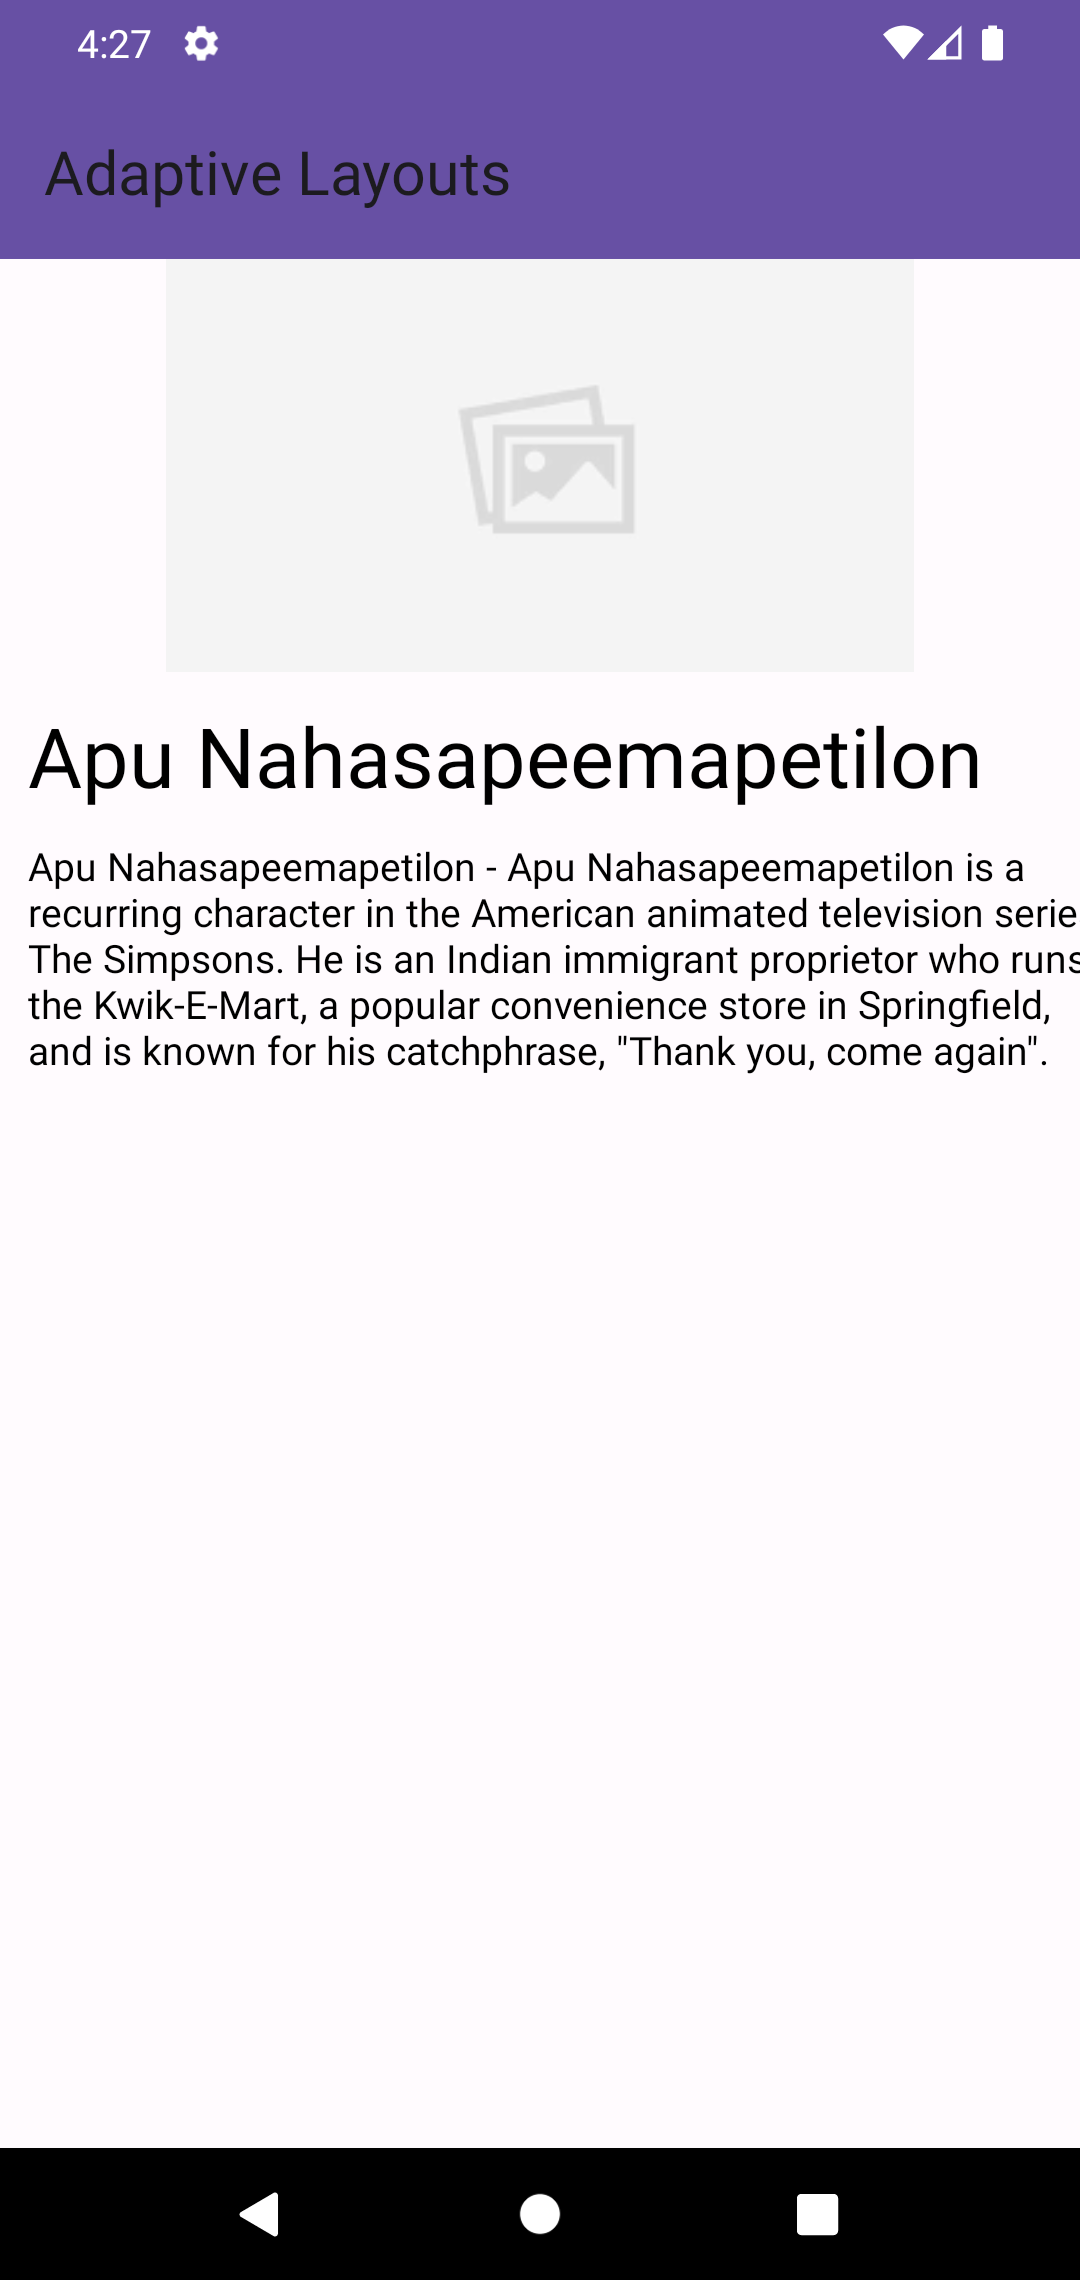 4:27
Adaptive Layouts
Apu Nahasapeemapetilon
Apu Nahasapeemapetilon - Apu Nahasapeemapetilon is a
recurring character in the American animated television serie
The Simpsons. He is an Indian immigrant proprietor who runs
the Kwik-E-Mart, a popular convenience store in Springfield,
and is known for his catchphrase, "Thank you, come again".